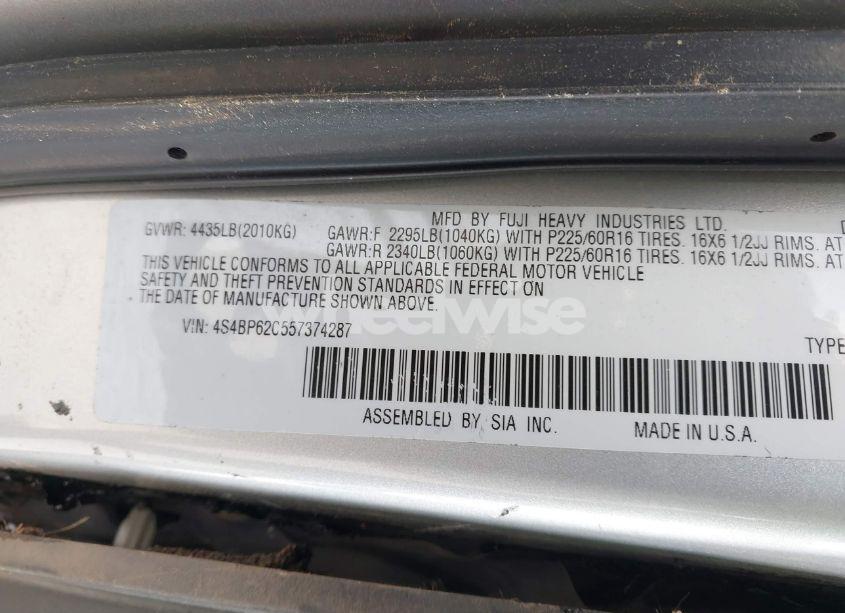 MFD BY FUJI HEAVY INDUSTRIES LTD.
GVWR: 4435LB(2010KG)
GAWR:F 2295LB(1040KG) WITH P225/60R16 TIRES. 16X6 1/2JJ RIMS. AT
GAWR:R 2340LB(1060KG) WITH P225/60R16 TIRES. 16X6 1/2JJ RIMS. AT
THIS VEHICLE CONFORMS TO ALL APPLICABLE FEDERAL MOTOR VEHICLE
SAFETY AND THEFT PREVENTION STANDARDS IN EFFECT ON
THE DATE OF MANUFACTURE SHOWN ABOVE.
wheelwise
VIN: 4S4BP62C557374287
TYPE
ASSEMBLED BY SIA INC.
MADE IN U.S.A.